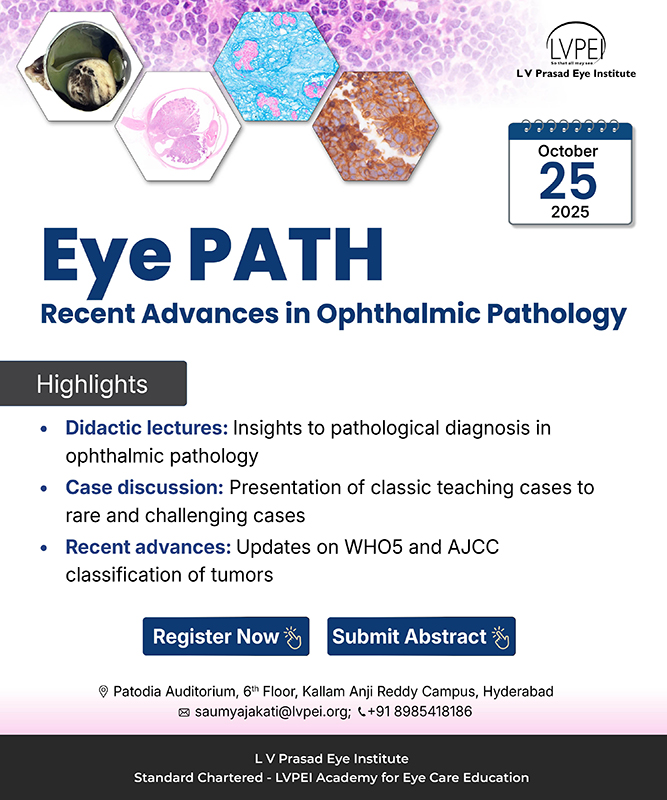 LVPEI
So that all may see
L V Prasad Eye Institute
October
25
2025
Eye PATH
Recent Advances in Ophthalmic Pathology
Highlights
• Didactic lectures: Insights to pathological diagnosis in
ophthalmic pathology
• Case discussion: Presentation of classic teaching cases to
rare and challenging cases
• Recent advances: Updates on WHO5 and AJCC
classification of tumors
Register Now
Submit Abstract
Patodia Auditorium, 6th Floor, Kallam Anji Reddy Campus, Hyderabad
saumyajakati@lvpei.org; +91 8985418186
L V Prasad Eye Institute
Standard Chartered - LVPEI Academy for Eye Care Education